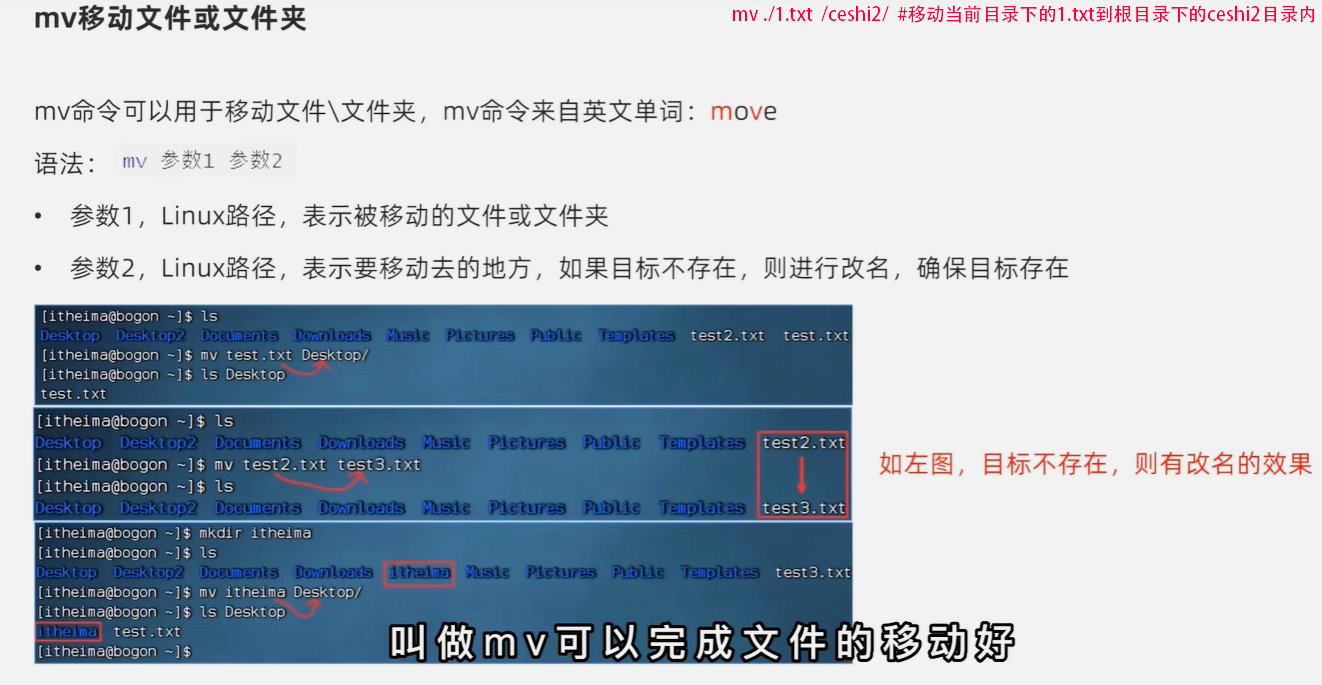 mv移动文件或文件夹
mv ./1.txt /ceshi2/ #移动当前目录下的1.txt到根目录下的ceshi2目录内
mv命令可以用于移动文件\文件夹，mv命令来自英文单词：move
语法： mv 参数1 参数2
• 参数1，Linux路径，表示被移动的文件或文件夹
• 参数2，Linux路径，表示要移动去的地方，如果目标不存在，则进行改名，确保目标存在
[itheima@bogon ~]$ ls
Desktop Desktop2 Documents Downloads Music Pictures Public Templates test2.txt test.txt
[itheima@bogon ~]$ mv test.txt Desktop/
[itheima@bogon ~]$ ls Desktop
test.txt
[itheima@bogon ~]$ ls
Desktop Desktop2 Documents Downloads Music Pictures Public Templates test2.txt
[itheima@bogon ~]$ mv test2.txt test3.txt
[itheima@bogon ~]$ ls
Desktop Desktop2 Documents Downloads Music Pictures Public Templates test3.txt
如左图，目标不存在，则有改名的效果
[itheima@bogon ~]$ mkdir itheima
[itheima@bogon ~]$ ls
Desktop Desktop2 Documents Downloads itheima Music Pictures Public Templates test3.txt
[itheima@bogon ~]$ mv itheima Desktop/
[itheima@bogon ~]$ ls Desktop
itheima test.txt
[itheima@bogon ~]$
叫做mv可以完成文件的移动好